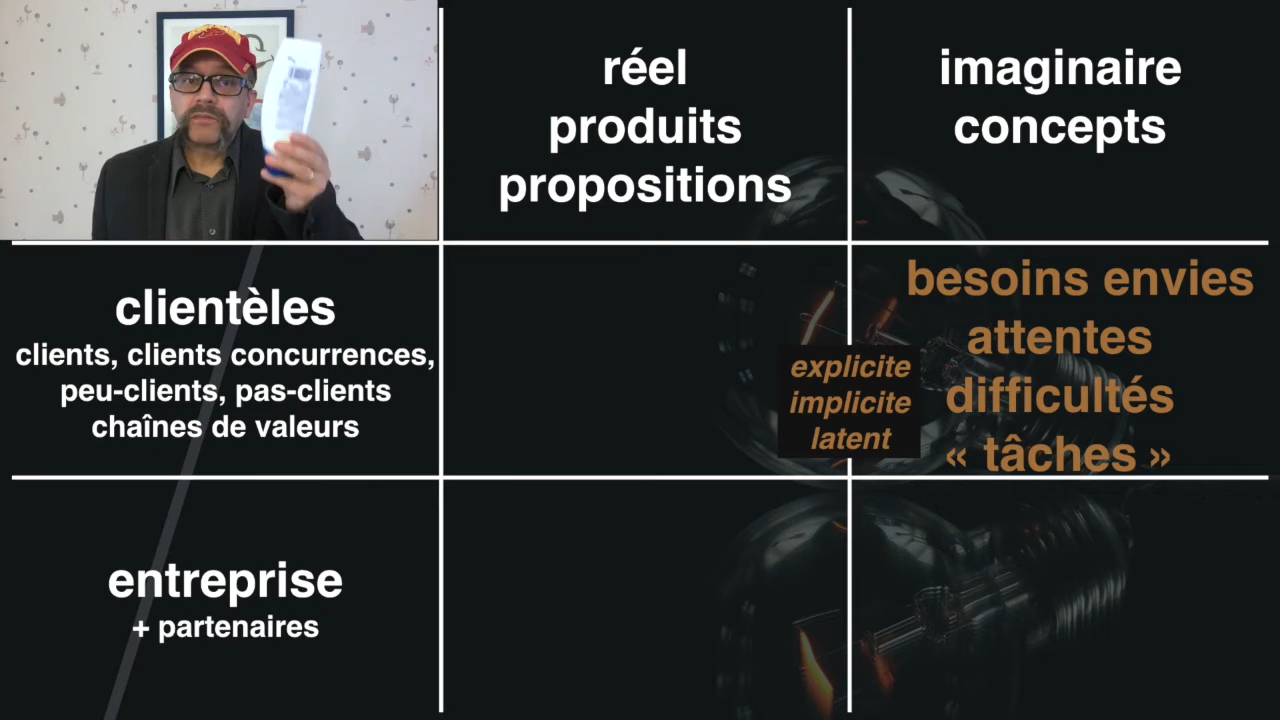 réel
produits
propositions
imaginaire
concepts
clientèles
clients, clients concurrences,
peu-clients, pas-clients
chaînes de valeurs
explicite
implicite
latent
besoins envies
attentes
difficultés
« tâches »
entreprise
+ partenaires